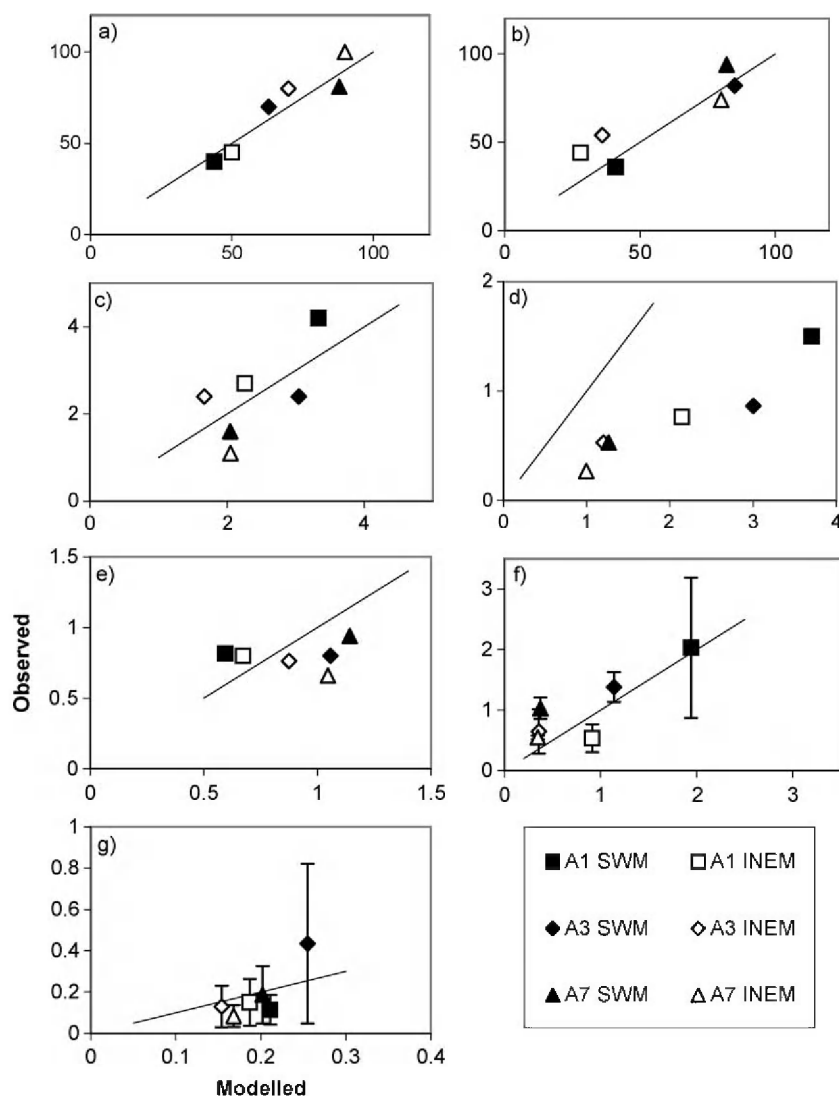 a)
100
50
0
0 50 100
b)
100
50
0
0 50 100
c)
4
2
0
0 2 4
d)
2
1
0
0 1 2 3 4
Observed
e)
1.5
1
0.5
0
0 0.5 1 1.5
f)
3
2
1
0
0 1 2 3
g)
1
0.8
0.6
0.4
0.2
0
0 0.1 0.2 0.3 0.4
Modelled
A1 SWM A1 INEM
A3 SWM A3 INEM
A7 SWM A7 INEM